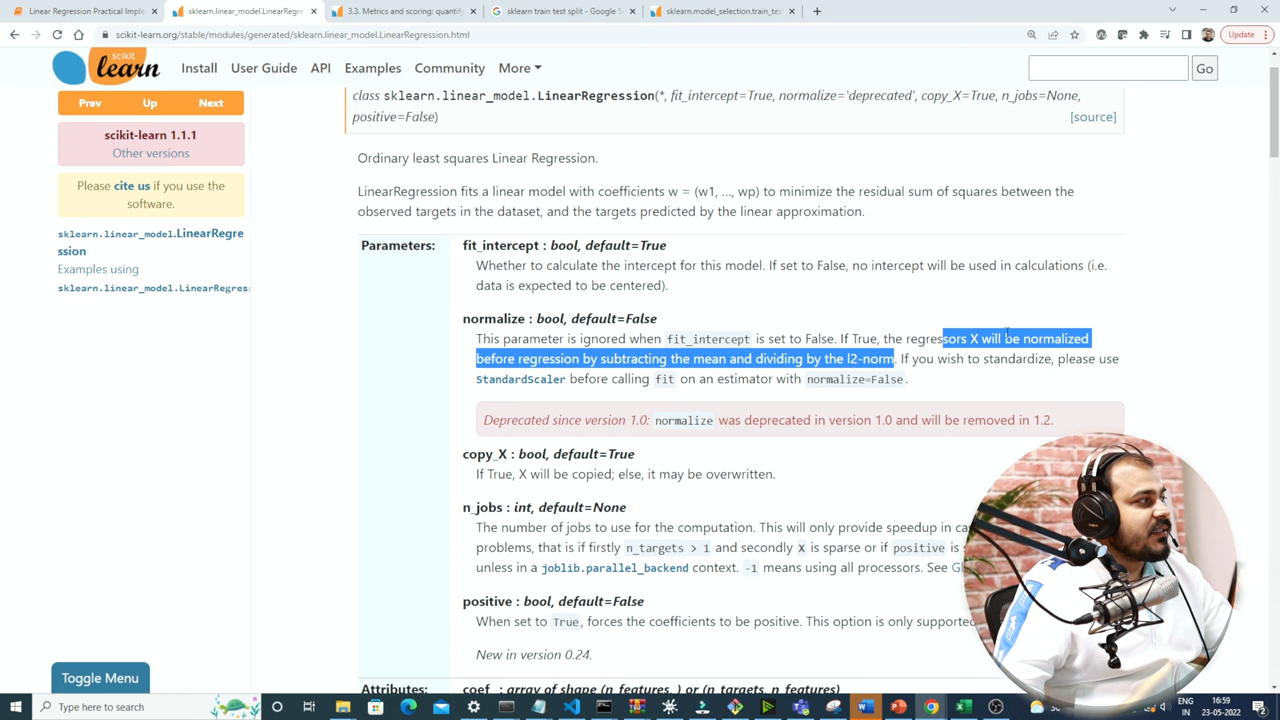 Linear Regression Practical Imple
sklearn.linear_model.LinearRegre
3.3. Metrics and scoring: quantify
sklearn train test split - Google S
sklearn.model_selection.train_te
scikit-learn.org/stable/modules/generated/sklearn.linear_model.LinearRegression.html
Update
scikit
learn
Install
User Guide
API
Examples
Community
More
Go
Prev
Up
Next
scikit-learn 1.1.1
Other versions
Please cite us if you use the
software.
sklearn.linear_model.LinearRegre
ssion
Examples using
sklearn.linear_model.LinearRegres
Toggle Menu
class sklearn.linear_model.LinearRegression(*, fit_intercept=True, normalize='deprecated', copy_X=True, n_jobs=None,
positive=False)
[source]
Ordinary least squares Linear Regression.
LinearRegression fits a linear model with coefficients w = (w1, …, wp) to minimize the residual sum of squares between the
observed targets in the dataset, and the targets predicted by the linear approximation.
Parameters:
fit_intercept : bool, default=True
Whether to calculate the intercept for this model. If set to False, no intercept will be used in calculations (i.e.
data is expected to be centered).
normalize : bool, default=False
This parameter is ignored when fit_intercept is set to False. If True, the regressors X will be normalized
before regression by subtracting the mean and dividing by the l2-norm. If you wish to standardize, please use
StandardScaler before calling fit on an estimator with normalize=False.
Deprecated since version 1.0: normalize was deprecated in version 1.0 and will be removed in 1.2.
copy_X : bool, default=True
If True, X will be copied; else, it may be overwritten.
n_jobs : int, default=None
The number of jobs to use for the computation. This will only provide speedup in cas
problems, that is if firstly n_targets > 1 and secondly X is sparse or if positive is s
unless in a joblib.parallel_backend context. -1 means using all processors. See Gl
positive : bool, default=False
When set to True, forces the coefficients to be positive. This option is only supported
New in version 0.24.
Attributes:
coef_ : array of shape (n_features, ) or (n_targets, n_features)
Type here to search
ENG
IN
16:59
23-05-2022
2